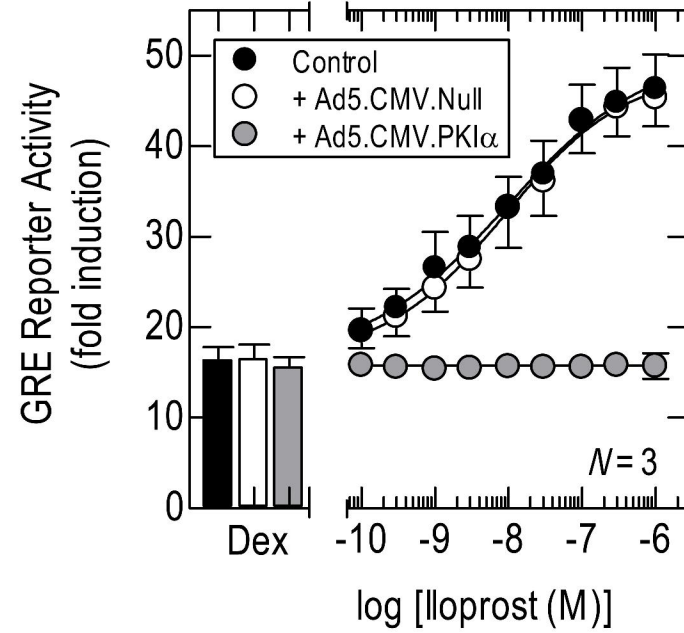 GRE Reporter Activity
(fold induction)
50
40
30
20
10
0
Control
+ Ad5.CMV.Null
+ Ad5.CMV.PKIα
N = 3
Dex
-10 -9 -8 -7 -6
log [Iloprost (M)]